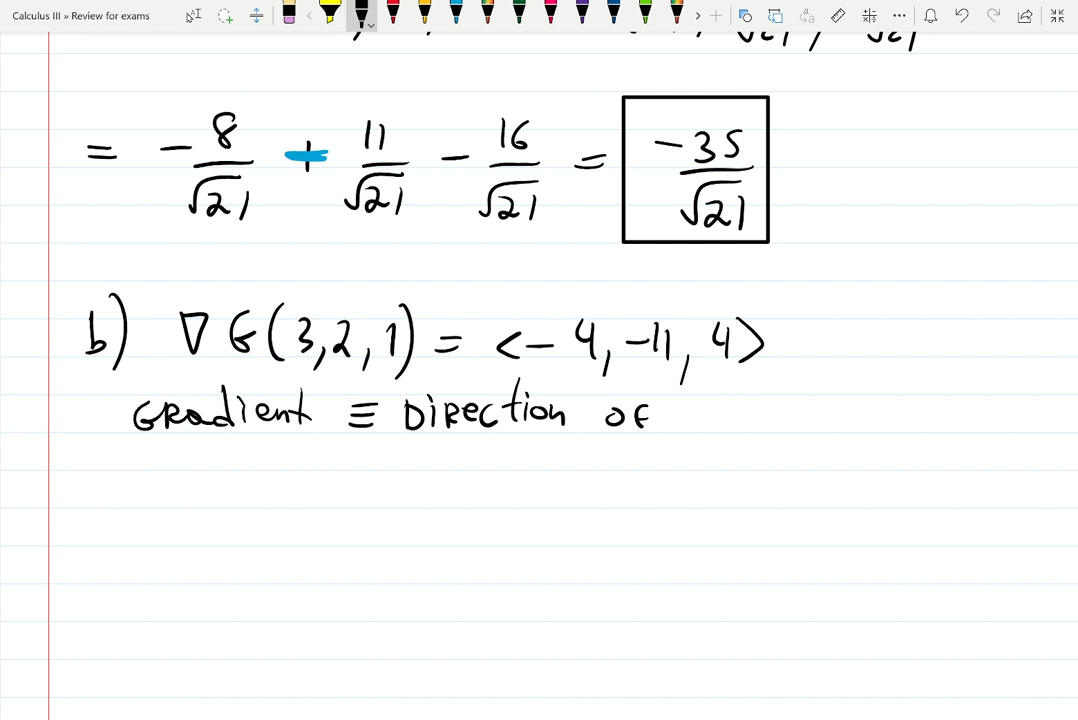 Calculus III » Review for exams
= - 8/√21 + 11/√21 - 16/√21 = -35/√21
b) ∇G(3,2,1) = <-4,-11,4>
Gradient ≡ Direction of